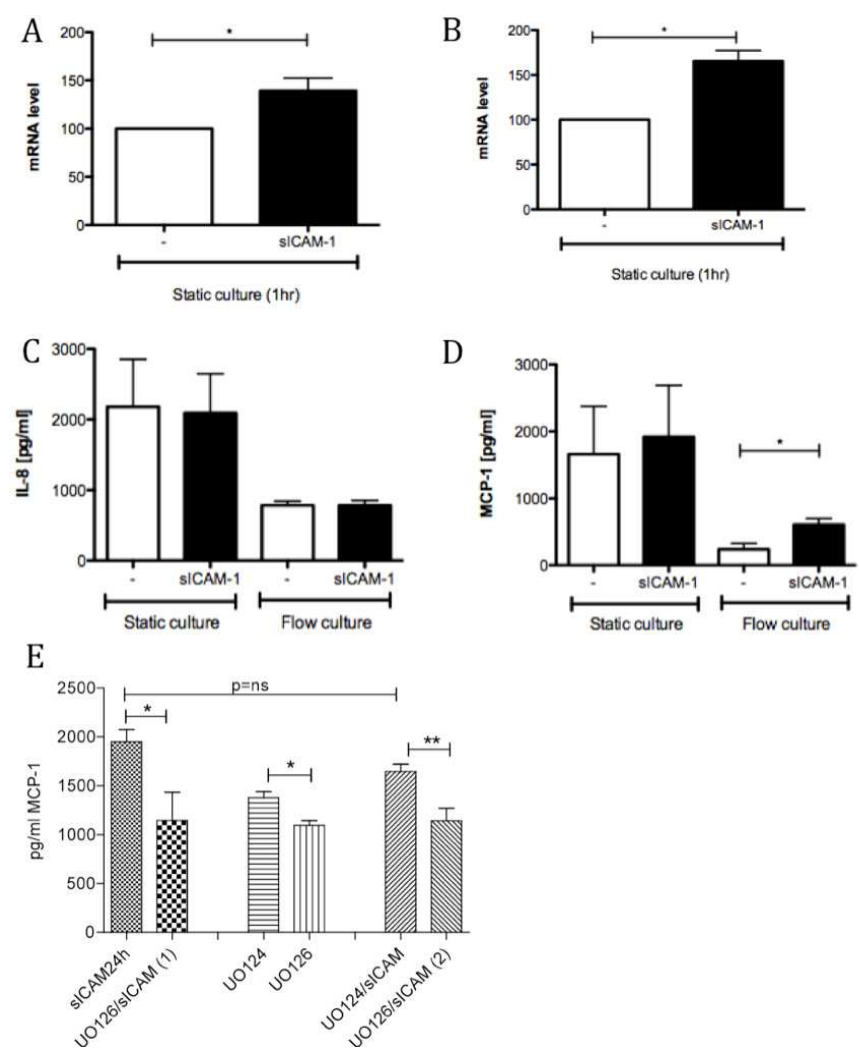 A
mRNA level
200
150
100
50
0
*
-
sICAM-1
Static culture (1hr)
B
mRNA level
200
150
100
50
0
*
-
sICAM-1
Static culture (1hr)
C
IL-8 [pg/ml]
3000
2000
1000
0
-
sICAM-1
-
sICAM-1
Static culture
Flow culture
D
MCP-1 [pg/ml]
3000
2000
1000
0
*
-
sICAM-1
-
sICAM-1
Static culture
Flow culture
E
pg/ml MCP-1
2500
2000
1500
1000
500
0
p=ns
*
*
**
sICAM24h
UO126/sICAM (1)
UO124
UO126
UO124/sICAM
UO126/sICAM (2)